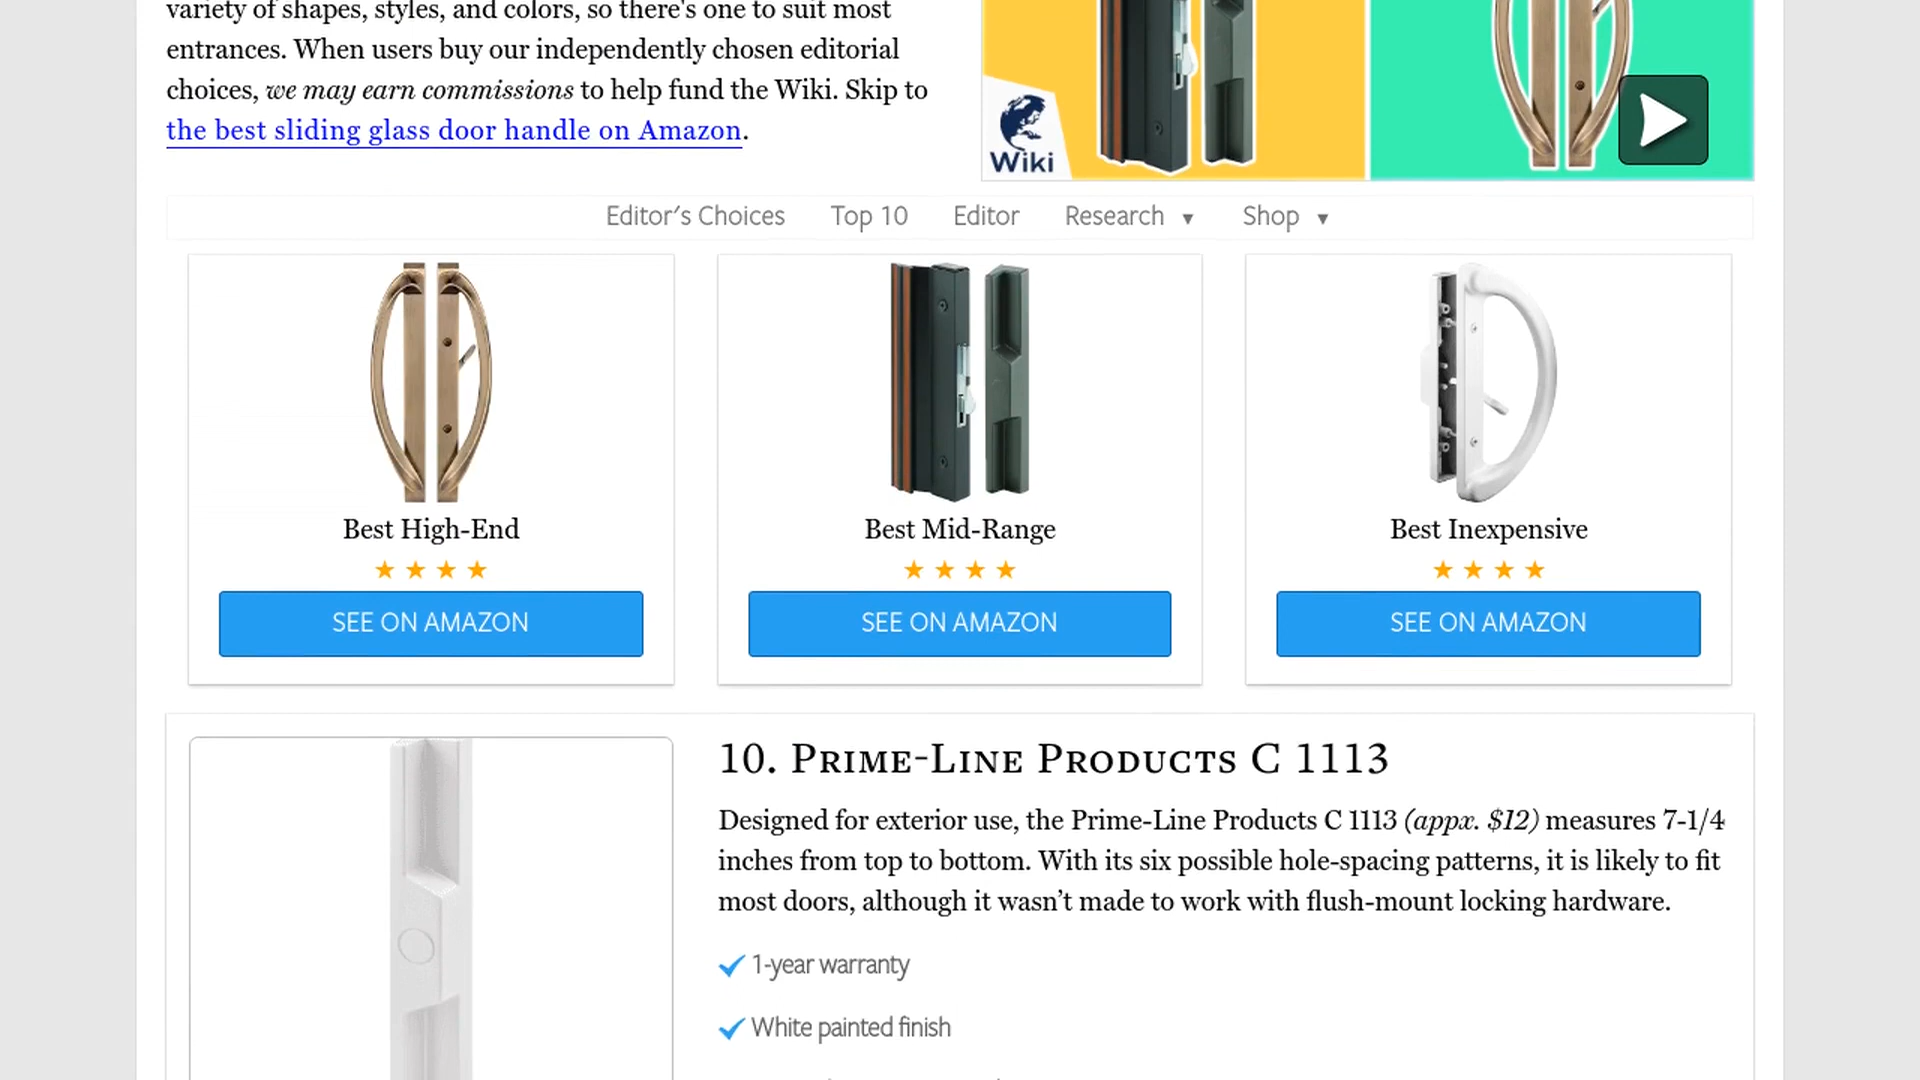 variety of shapes, styles, and colors, so there's one to suit most
entrances. When users buy our independently chosen editorial
choices, we may earn commissions to help fund the Wiki. Skip to
the best sliding glass door handle on Amazon.
Wiki
Editor's Choices Top 10 Editor Research ▼ Shop ▼
Best High-End
Best Mid-Range
Best Inexpensive
SEE ON AMAZON
SEE ON AMAZON
SEE ON AMAZON
10. Prime-Line Products C 1113
Designed for exterior use, the Prime-Line Products C 1113 (appx. $12) measures 7-1/4
inches from top to bottom. With its six possible hole-spacing patterns, it is likely to fit
most doors, although it wasn’t made to work with flush-mount locking hardware.
1-year warranty
White painted finish